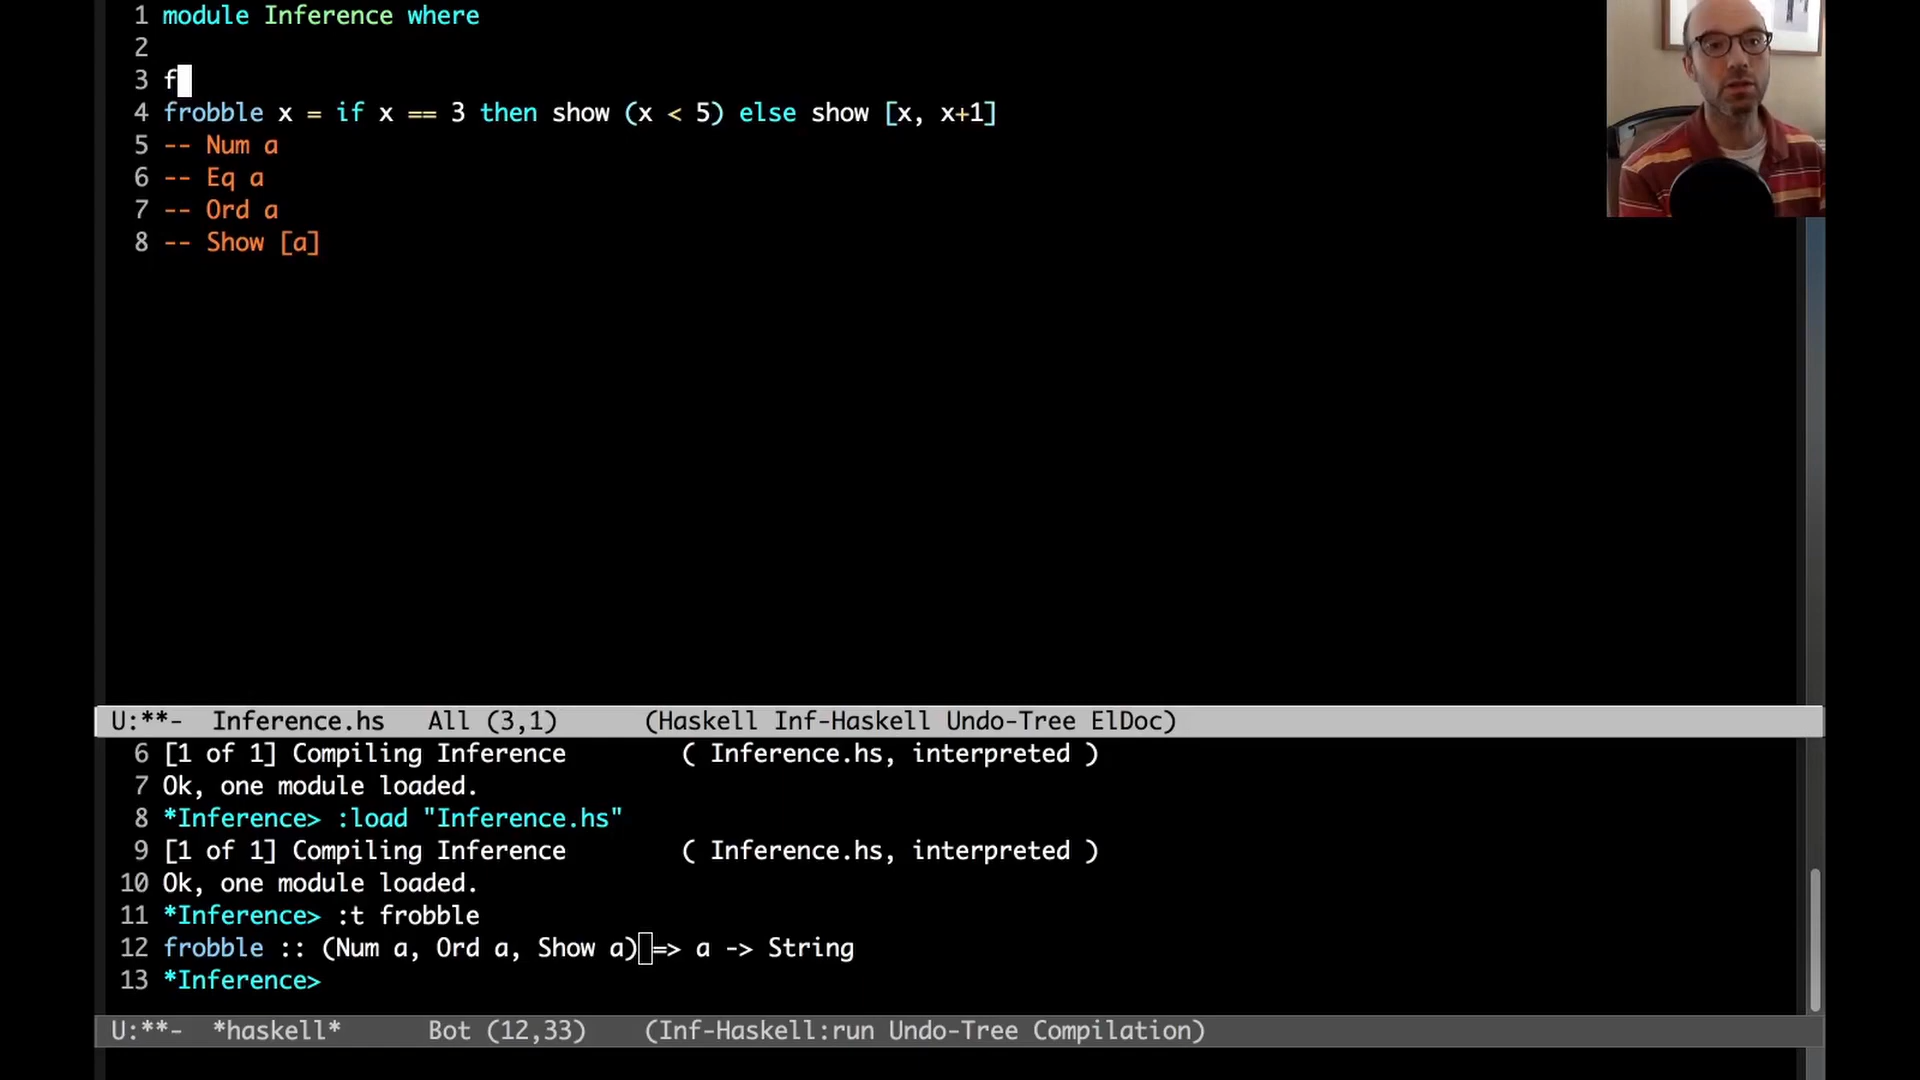 1 module Inference where
2
3 f
4 frobble x = if x == 3 then show (x < 5) else show [x, x+1]
5 -- Num a
6 -- Eq a
7 -- Ord a
8 -- Show [a]
U:**-  Inference.hs   All (3,1)      (Haskell Inf-Haskell Undo-Tree ElDoc)
6 [1 of 1] Compiling Inference        ( Inference.hs, interpreted )
7 Ok, one module loaded.
8 *Inference> :load "Inference.hs"
9 [1 of 1] Compiling Inference        ( Inference.hs, interpreted )
10 Ok, one module loaded.
11 *Inference> :t frobble
12 frobble :: (Num a, Ord a, Show a) => a -> String
13 *Inference>
U:**-  *haskell*      Bot (12,33)    (Inf-Haskell:run Undo-Tree Compilation)